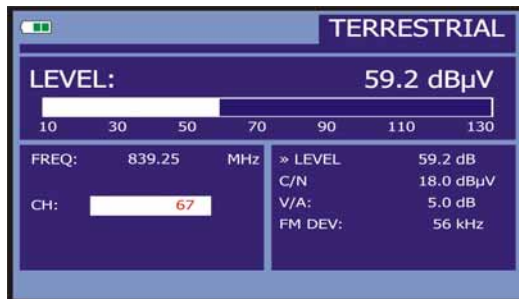 TERRESTRIAL
LEVEL: 59.2 dBµV
10 30 50 70 90 110 130
FREQ: 839.25 MHz
CH: 67
» LEVEL 59.2 dB
C/N 18.0 dBµV
V/A: 5.0 dB
FM DEV: 56 kHz